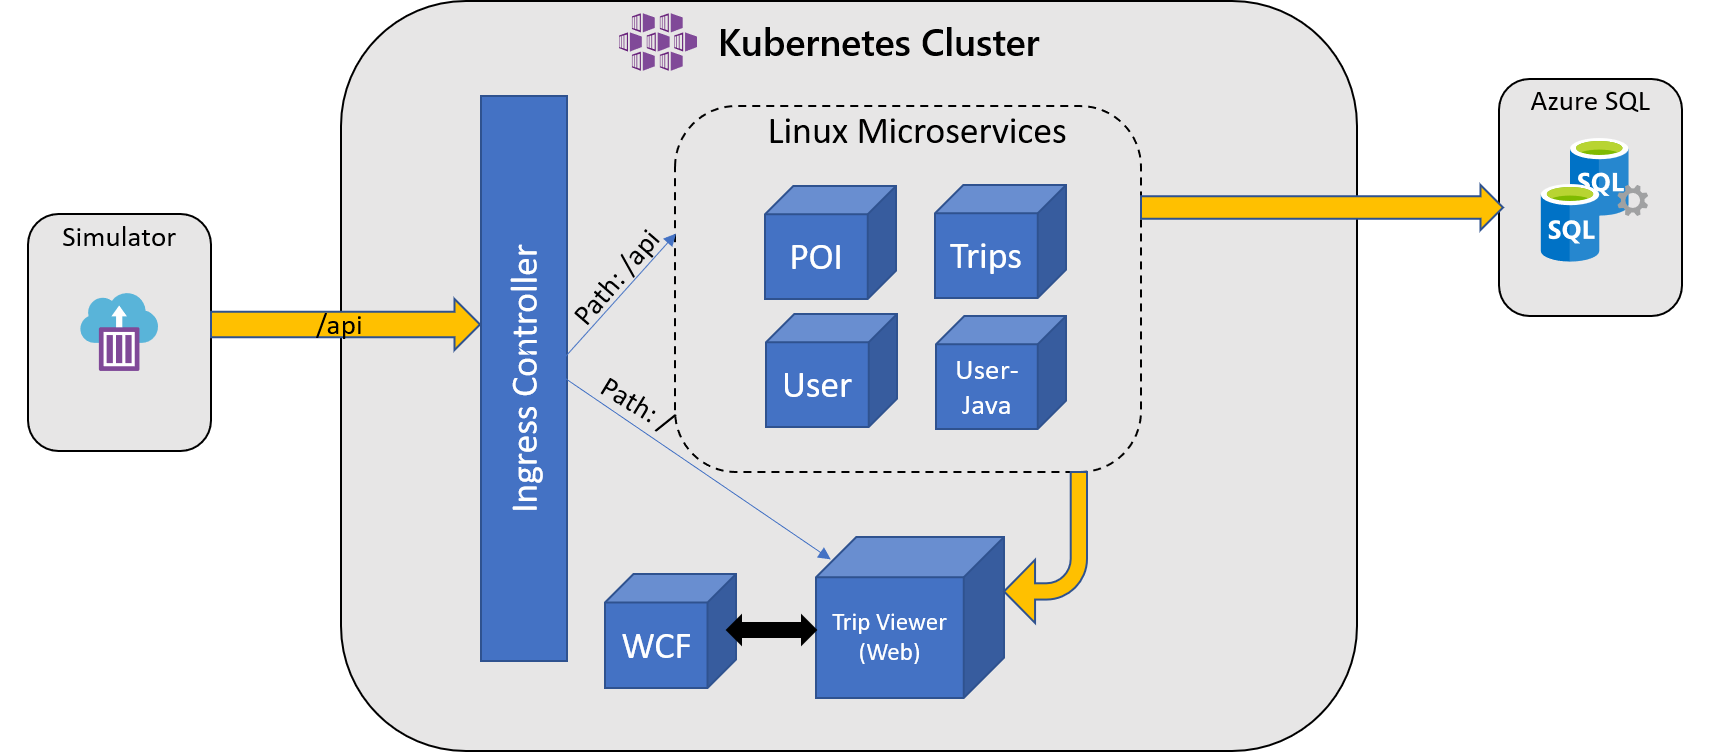 Kubernetes Cluster
Simulator
/api
Ingress Controller
Path: /api
Path: /
Linux Microservices
POI
Trips
User
User-
Java
WCF
Trip Viewer
(Web)
Azure SQL
SQL
SQL